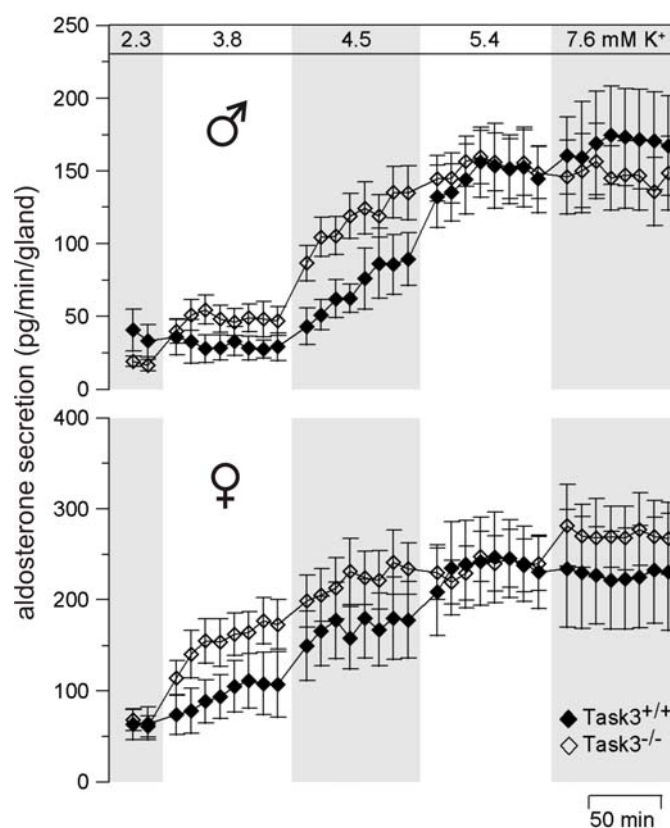 250 2.3 3.8 4.5 5.4 7.6 mM K⁺
200
150
100
50
0
aldosterone secretion (pg/min/gland)
400
300
200
100
0
♂
♀
Task3⁺/⁺
Task3⁻/⁻
50 min